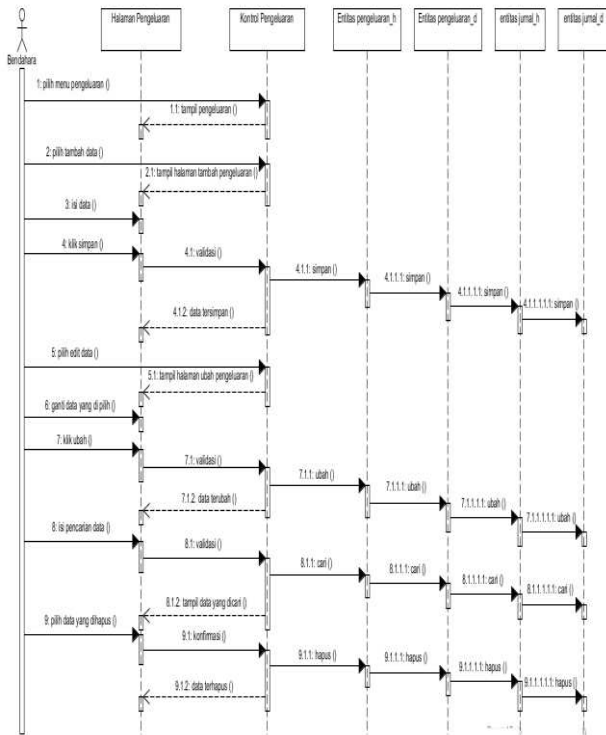 Halaman Pengeluaran
Kontrol Pengeluaran
Entitas pengeluaran_h
Entitas pengeluaran_d
entitas jurnal_h
entitas jurnal_d
Bendahara
1: pilih menu pengeluaran ()
1.1: tampil pengeluaran ()
2: pilih tambah data ()
2.1: tampil halaman tambah pengeluaran ()
3: isi data ()
4: klik simpan ()
4.1: validasi ()
4.1.1: simpan ()
4.1.1.1: simpan ()
4.1.1.1.1: simpan ()
4.1.1.1.1.1: simpan ()
4.1.2: data tersimpan ()
5: pilih edit data ()
5.1: tampil halaman ubah pengeluaran ()
6: ganti data yang di pilih ()
7: klik ubah ()
7.1: validasi ()
7.1.1: ubah ()
7.1.1.1: ubah ()
7.1.1.1.1: ubah ()
7.1.1.1.1.1: ubah ()
7.1.2: data terubah ()
8: isi pencarian data ()
8.1: validasi ()
8.1.1: cari ()
8.1.1.1: cari ()
8.1.1.1.1: cari ()
8.1.1.1.1.1: cari ()
8.1.2: tampil data yang dicari ()
9: pilih data yang dihapus ()
9.1: konfirmasi ()
9.1.1: hapus ()
9.1.1.1: hapus ()
9.1.1.1.1: hapus ()
9.1.1.1.1.1: hapus ()
9.1.2: data terhapus ()